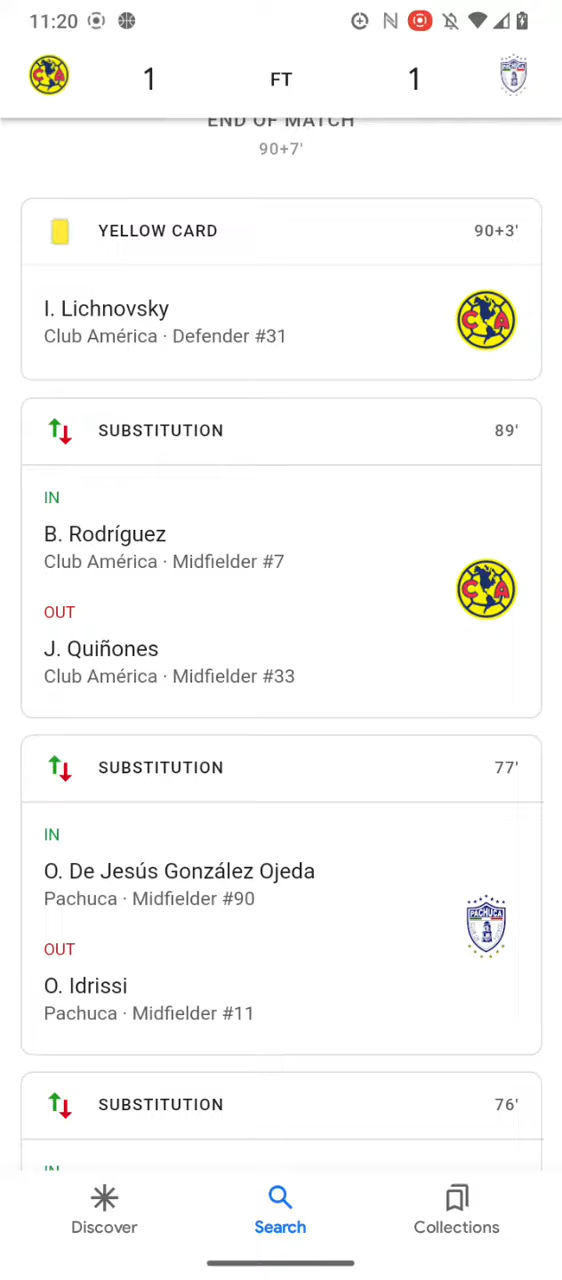 11:20
1 FT 1
END OF MATCH
90+7'
YELLOW CARD 90+3'
I. Lichnovsky
Club América · Defender #31
C A
SUBSTITUTION 89'
IN
B. Rodríguez
Club América · Midfielder #7
C A
OUT
J. Quiñones
Club América · Midfielder #33
SUBSTITUTION 77'
IN
O. De Jesús González Ojeda
Pachuca · Midfielder #90
PACHUCA
OUT
O. Idrissi
Pachuca · Midfielder #11
SUBSTITUTION 76'
IN
Discover Search Collections